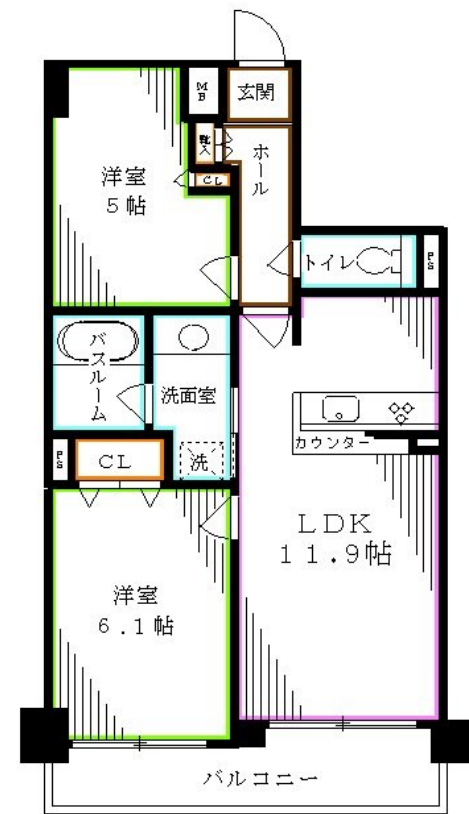 MB
玄関
靴入
ホール
洋室
5帖
CL
トイレ
PS
バスルーム
洗面室
カウンター
PS
CL
洗
LDK
11.9帖
洋室
6.1帖
バルコニー